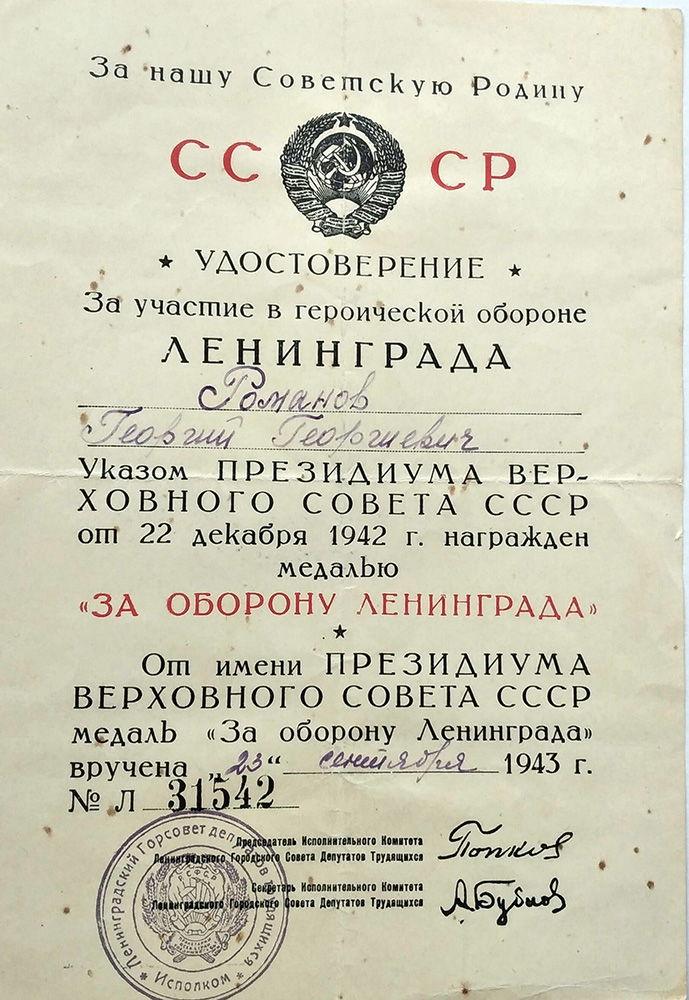 За нашу Советскую Родину
СС СР
★ УДОСТОВЕРЕНИЕ ★
За участие в героической обороне
ЛЕНИНГРАДА
Романов
Георгий Георгиевич
Указом ПРЕЗИДИУМА ВЕР-
ХОВНОГО СОВЕТА СССР
от 22 декабря 1942 г. награжден
медалью
«ЗА ОБОРОНУ ЛЕНИНГРАДА»
★
От имени ПРЕЗИДИУМА
ВЕРХОВНОГО СОВЕТА СССР
медаль «За оборону Ленинграда»
вручена „23“ сентября 1943 г.
№ Л 31542
Председатель Исполнительного Комитета
Ленинградского Городского Совета Депутатов Трудящихся
Попков
Секретарь Исполнительного Комитета
Ленинградского Городского Совета Депутатов Трудящихся
А Бубнов
Ленинградский Горсовет депутатов трудящихся
★ Исполком ★
РСФСР